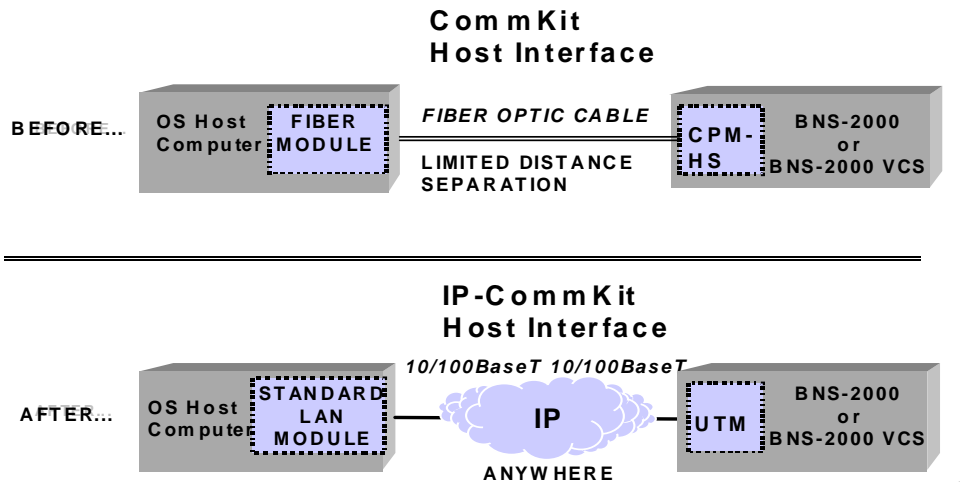 CommKit
Host Interface
BEFORE...
OS Host
Computer
FIBER
MODULE
FIBER OPTIC CABLE
LIMITED DISTANCE
SEPARATION
CPM-
HS
BNS-2000
or
BNS-2000 VCS
IP-CommKit
Host Interface
10/100BaseT 10/100BaseT
AFTER...
OS Host
Computer
STANDARD
LAN
MODULE
IP
ANYWHERE
UTM
BNS-2000
or
BNS-2000 VCS